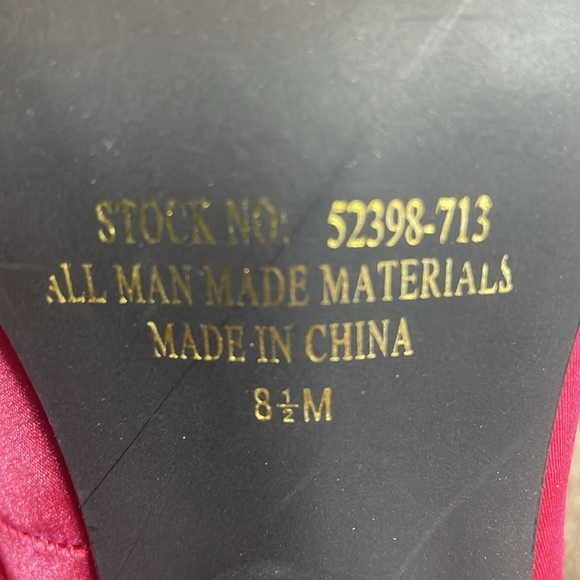 STOCK NO: 52398-713
ALL MAN MADE MATERIALS
MADE IN CHINA
8½M